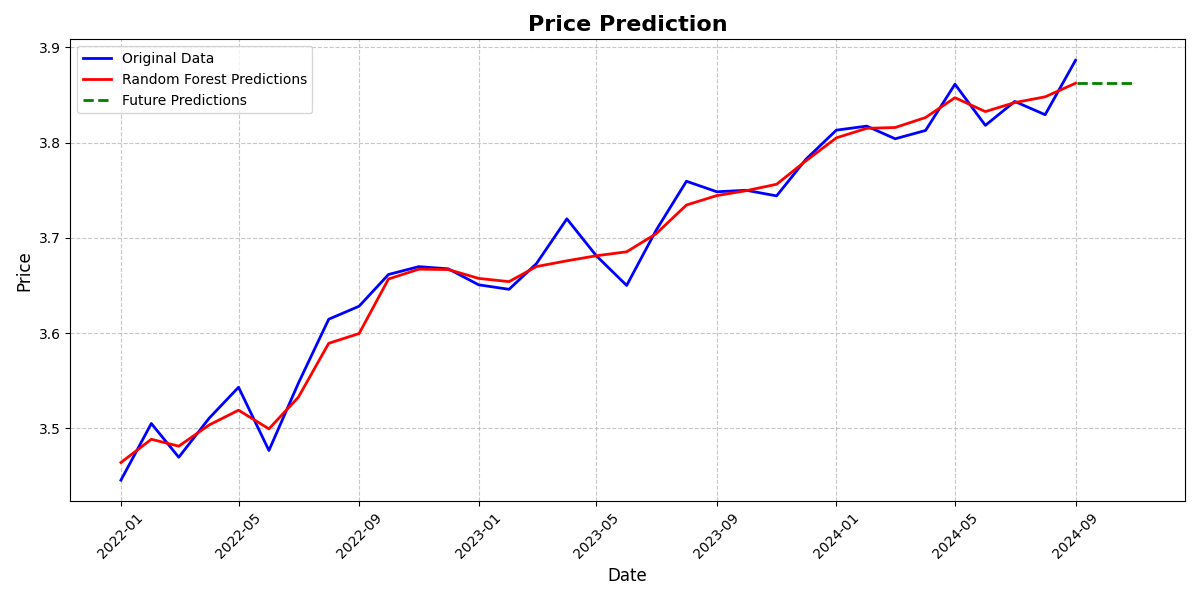 Price Prediction
Original Data
Random Forest Predictions
Future Predictions
3.9
3.8
3.7
3.6
3.5
Price
2022-01
2022-05
2022-09
2023-01
2023-05
2023-09
2024-01
2024-05
2024-09
Date